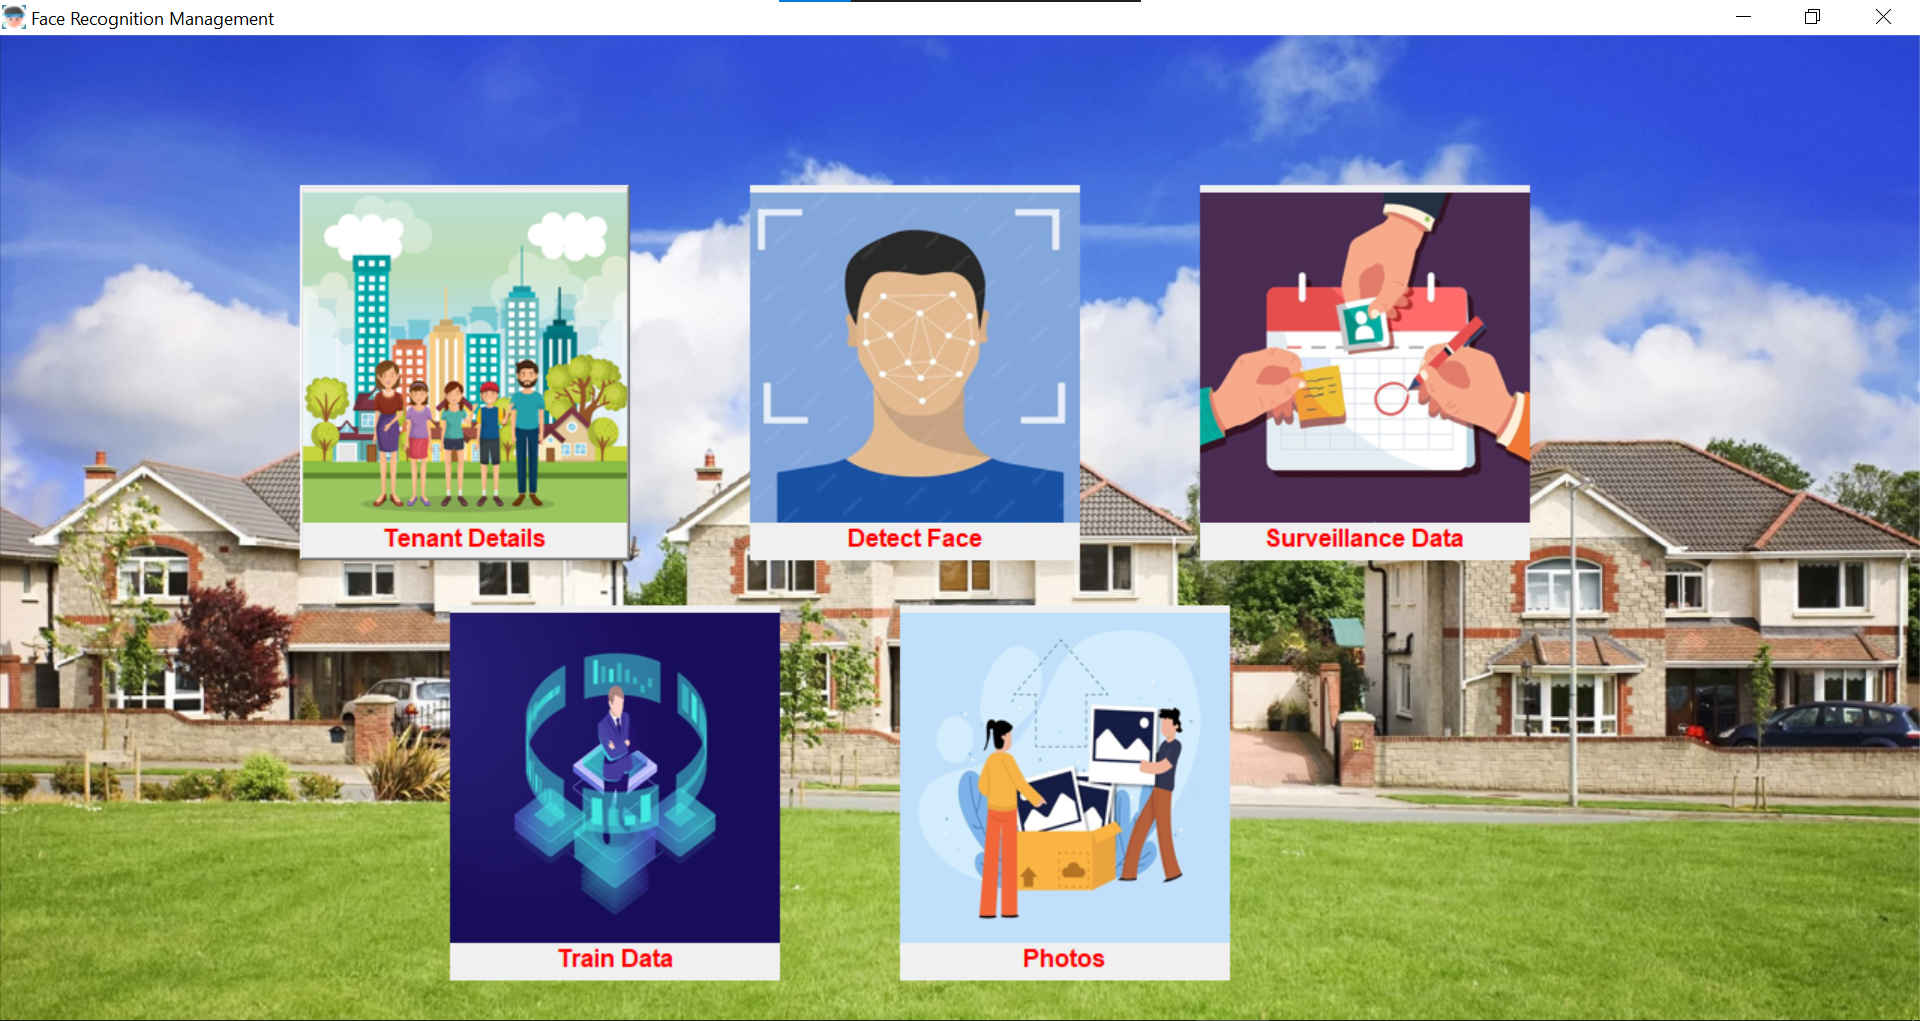 Face Recognition Management
Tenant Details
Detect Face
Surveillance Data
Train Data
Photos